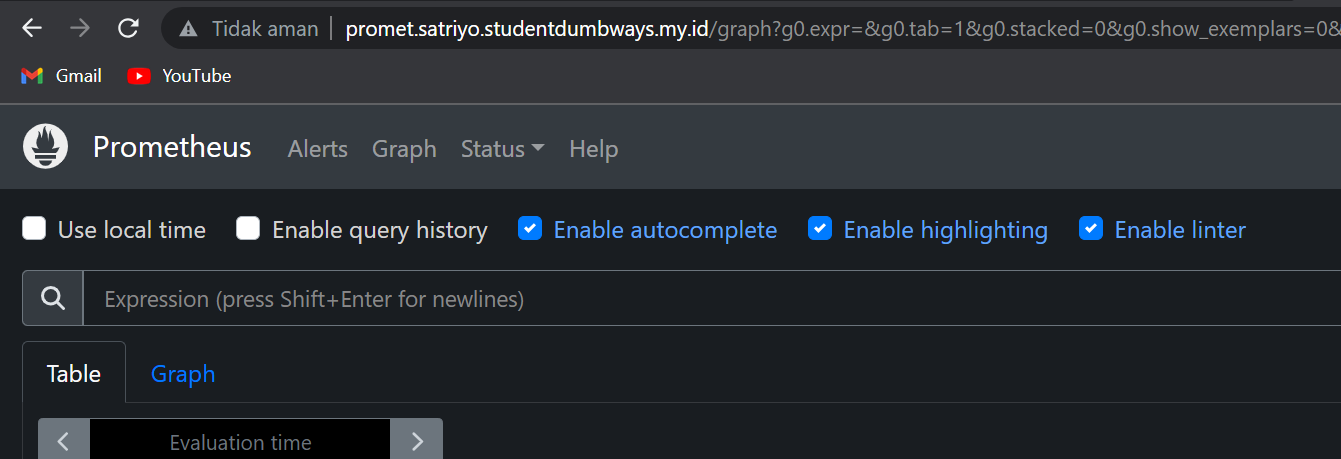 Tidak aman | promet.satriyo.studentdumbways.my.id/graph?g0.expr=&g0.tab=1&g0.stacked=0&g0.show_exemplars=0&
Gmail YouTube
Prometheus Alerts Graph Status Help
Use local time Enable query history Enable autocomplete Enable highlighting Enable linter
Expression (press Shift+Enter for newlines)
Table Graph
Evaluation time